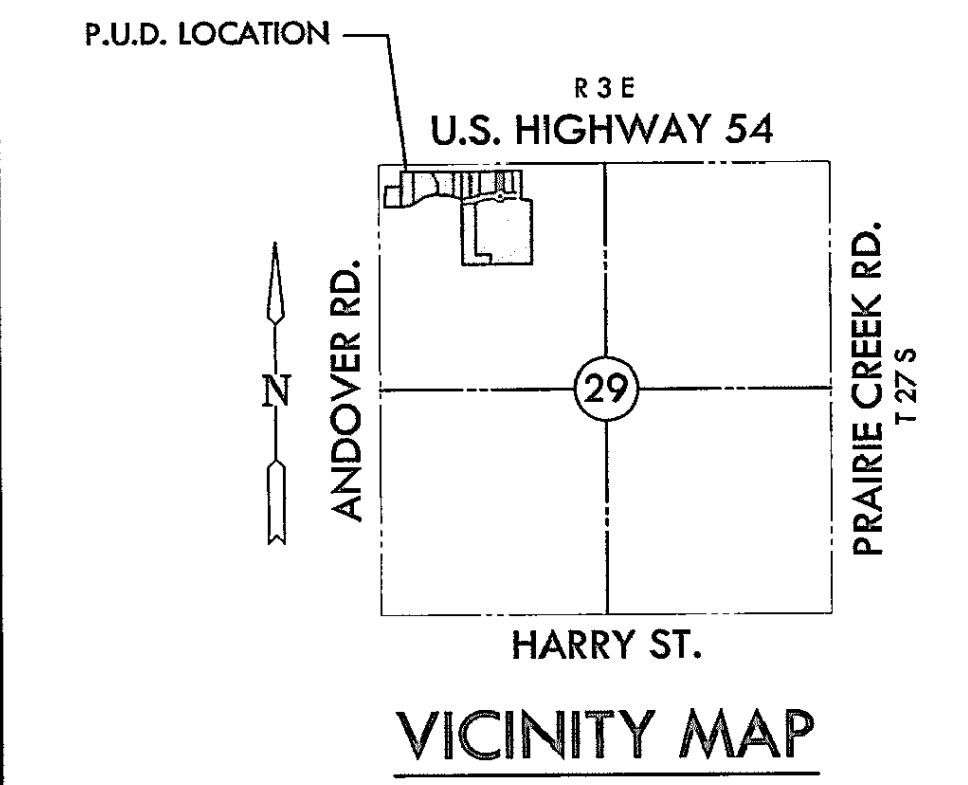 P.U.D. LOCATION
R 3 E
U.S. HIGHWAY 54
ANDOVER RD.
N
29
PRAIRIE CREEK RD.
T 27 S
HARRY ST.
VICINITY MAP